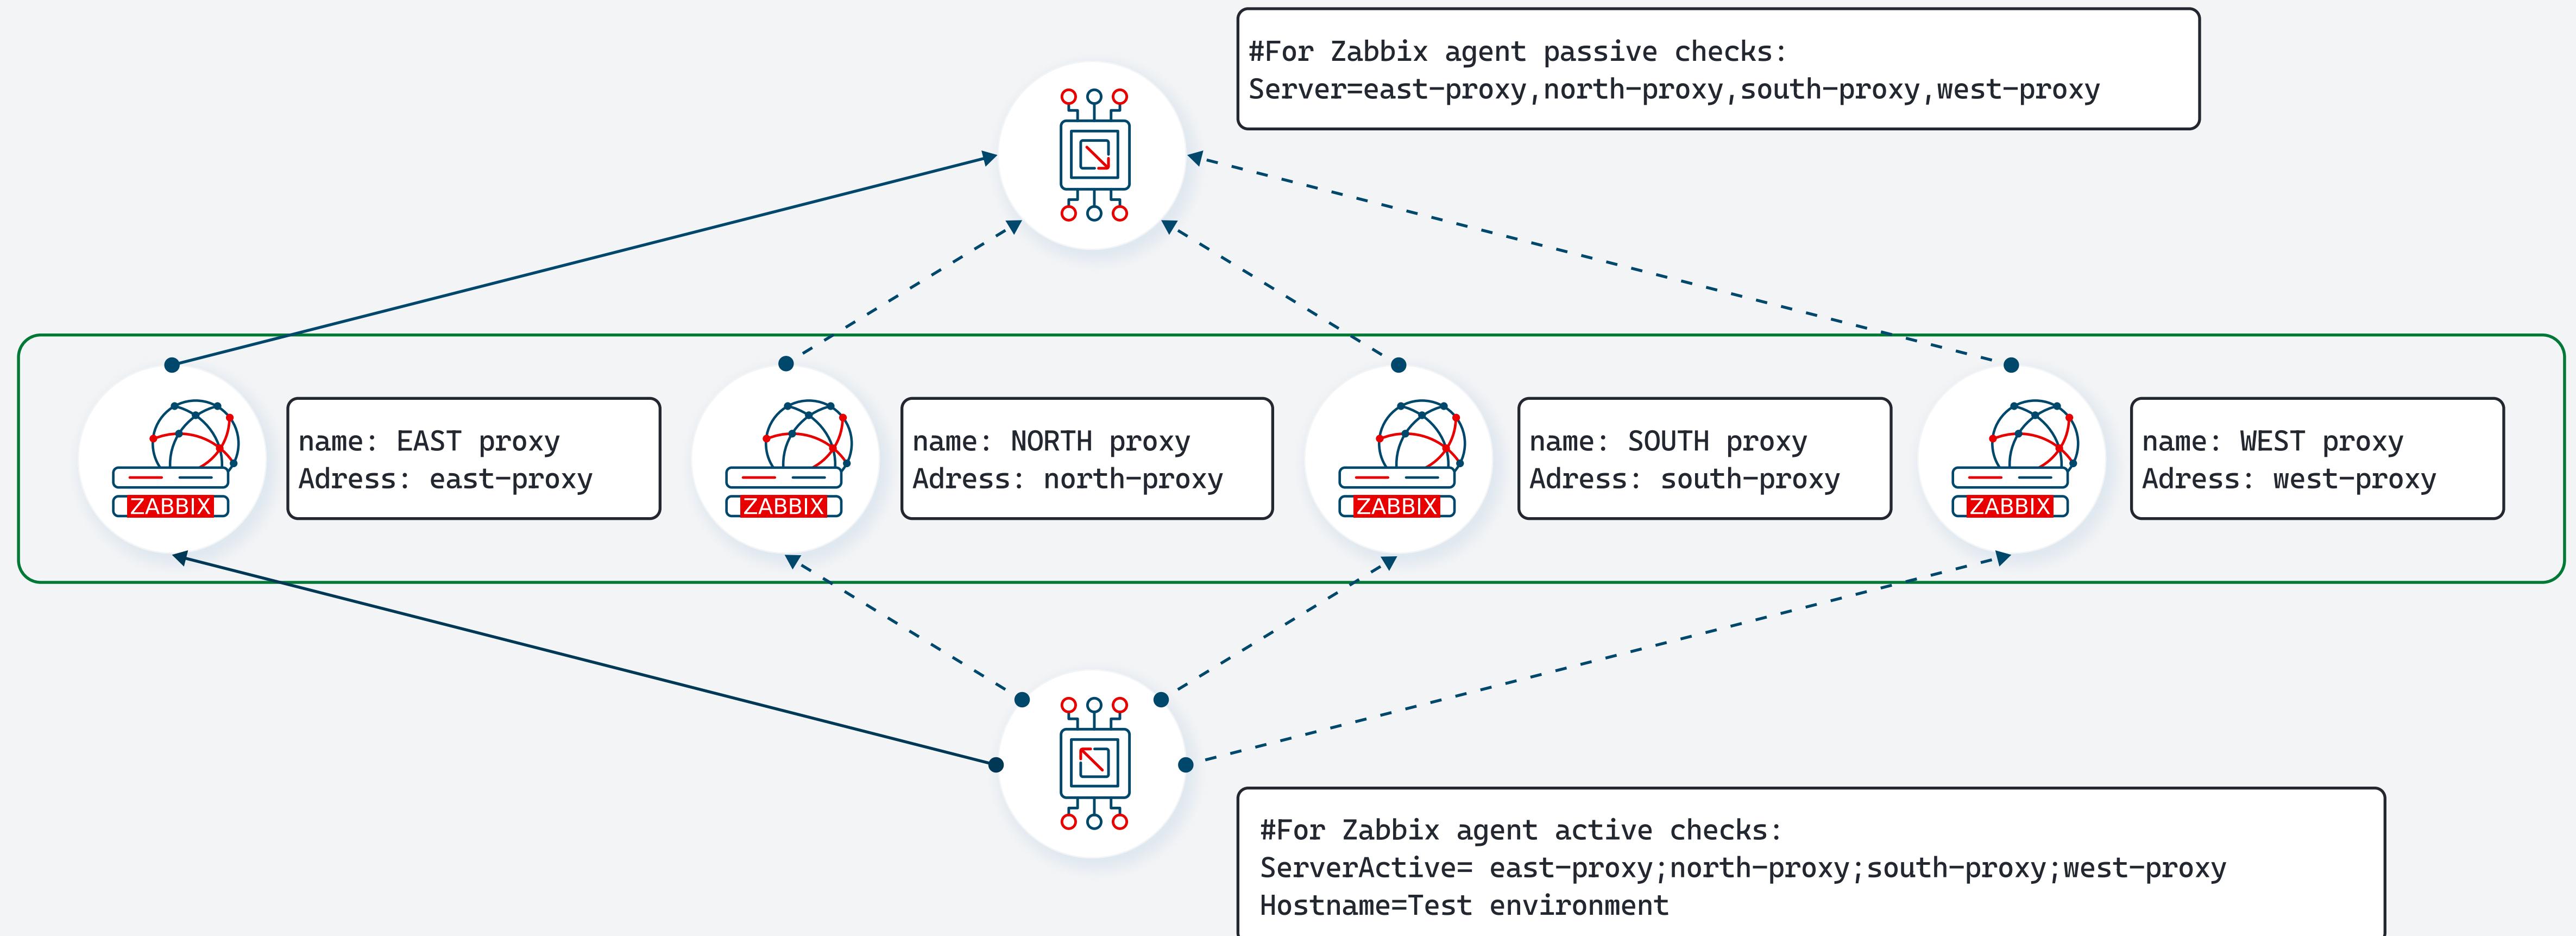 #For Zabbix agent passive checks:
Server=east-proxy,north-proxy,south-proxy,west-proxy
name: EAST proxy
Adress: east-proxy
name: NORTH proxy
Adress: north-proxy
name: SOUTH proxy
Adress: south-proxy
name: WEST proxy
Adress: west-proxy
ZABBIX
ZABBIX
ZABBIX
ZABBIX
#For Zabbix agent active checks:
ServerActive= east-proxy;north-proxy;south-proxy;west-proxy
Hostname=Test environment